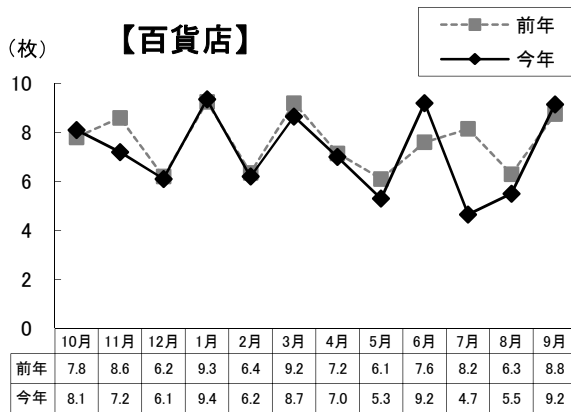 【百貨店】
前年
今年
（枚）
10
8
6
4
2
0
10月 11月 12月 1月 2月 3月 4月 5月 6月 7月 8月 9月
前年 7.8 8.6 6.2 9.3 6.4 9.2 7.2 6.1 7.6 8.2 6.3 8.8
今年 8.1 7.2 6.1 9.4 6.2 8.7 7.0 5.3 9.2 4.7 5.5 9.2